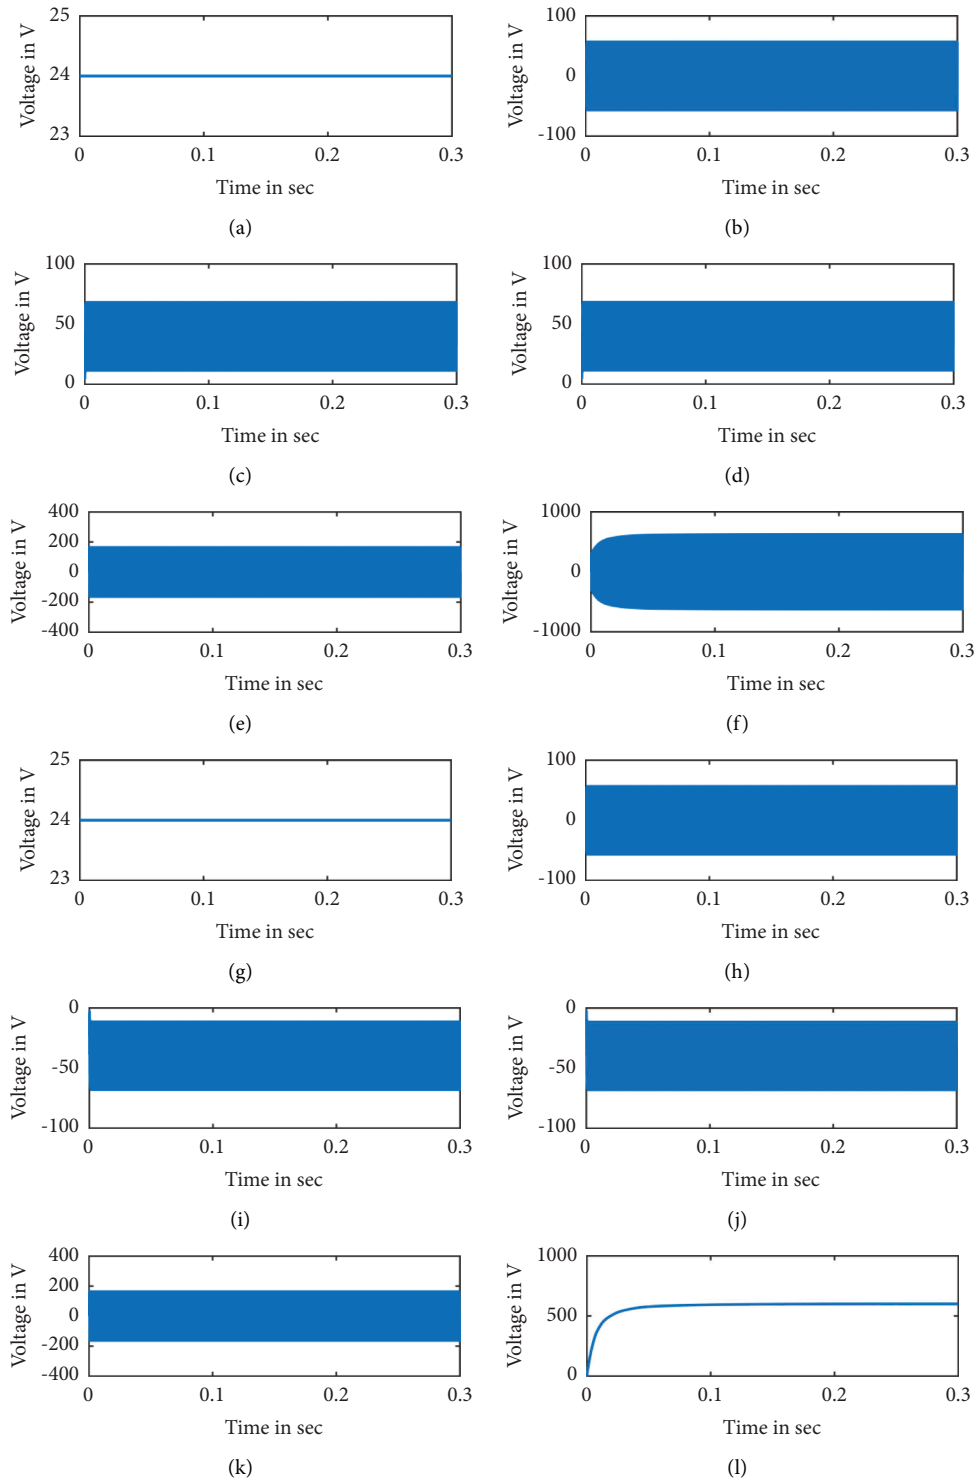 25
24
23
Voltage in V
0 0.1 0.2 0.3
Time in sec
(a)
100
0
-100
Voltage in V
0 0.1 0.2 0.3
Time in sec
(b)
100
50
0
Voltage in V
0 0.1 0.2 0.3
Time in sec
(c)
100
50
0
Voltage in V
0 0.1 0.2 0.3
Time in sec
(d)
400
200
0
-200
-400
Voltage in V
0 0.1 0.2 0.3
Time in sec
(e)
1000
0
-1000
Voltage in V
0 0.1 0.2 0.3
Time in sec
(f)
25
24
23
Voltage in V
0 0.1 0.2 0.3
Time in sec
(g)
100
0
-100
Voltage in V
0 0.1 0.2 0.3
Time in sec
(h)
0
-50
-100
Voltage in V
0 0.1 0.2 0.3
Time in sec
(i)
0
-50
-100
Voltage in V
0 0.1 0.2 0.3
Time in sec
(j)
400
200
0
-200
-400
Voltage in V
0 0.1 0.2 0.3
Time in sec
(k)
1000
500
0
Voltage in V
0 0.1 0.2 0.3
Time in sec
(l)